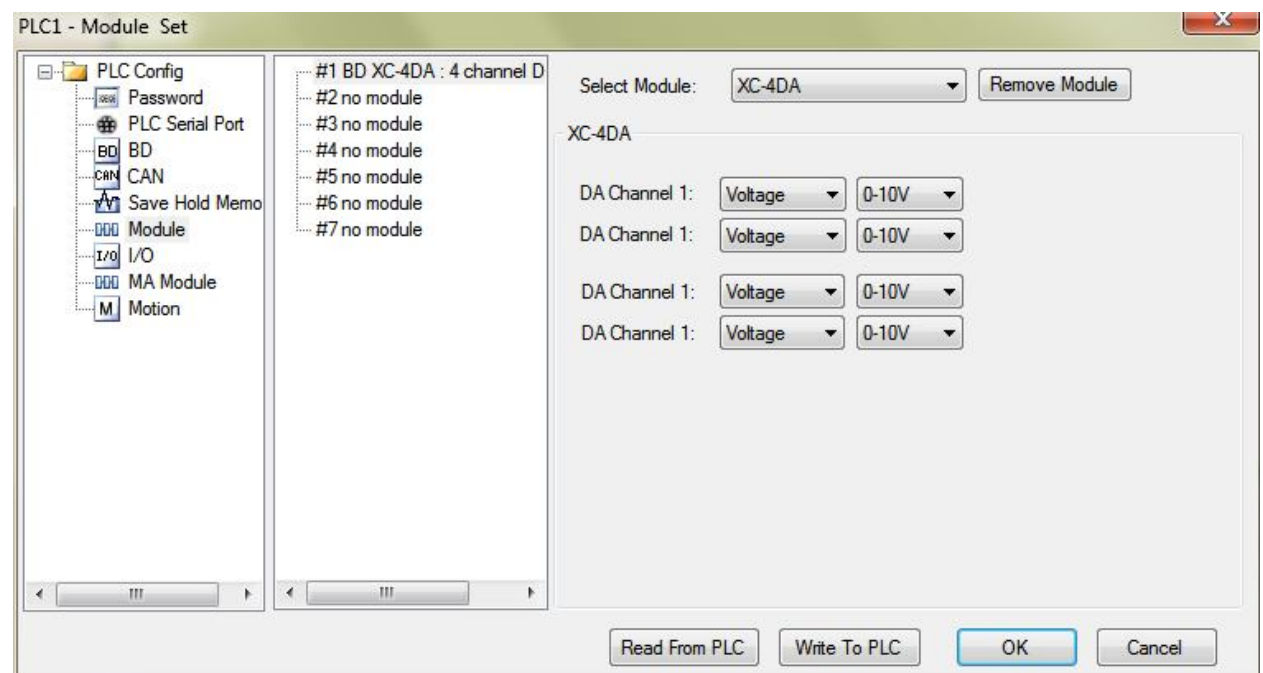 PLC1 - Module Set
X
PLC Config
Password
PLC Serial Port
BD BD
CAN CAN
Save Hold Memo
Module
I/O I/O
MA Module
M Motion
#1 BD XC-4DA : 4 channel D
#2 no module
#3 no module
#4 no module
#5 no module
#6 no module
#7 no module
Select Module: XC-4DA Remove Module
XC-4DA
DA Channel 1: Voltage 0-10V
DA Channel 1: Voltage 0-10V
DA Channel 1: Voltage 0-10V
DA Channel 1: Voltage 0-10V
Read From PLC Write To PLC OK Cancel